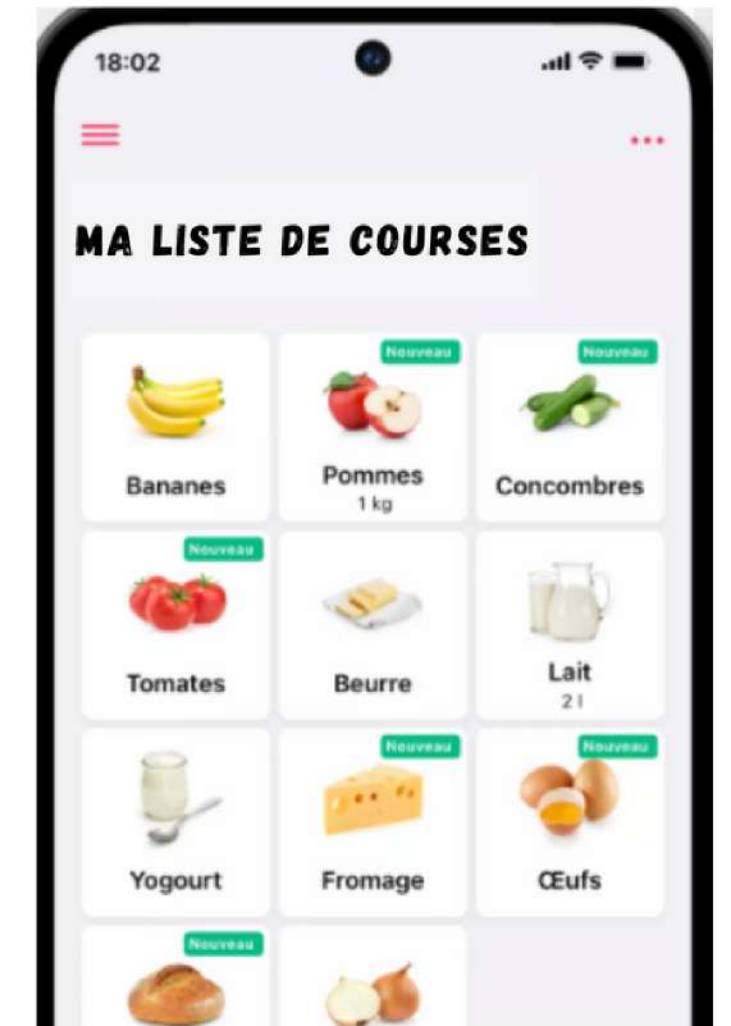 18:02
MA LISTE DE COURSES
Nouveau
Nouveau
Bananes
Pommes
1 kg
Concombres
Nouveau
Tomates
Beurre
Lait
2 l
Nouveau
Nouveau
Yogourt
Fromage
Œufs
Nouveau